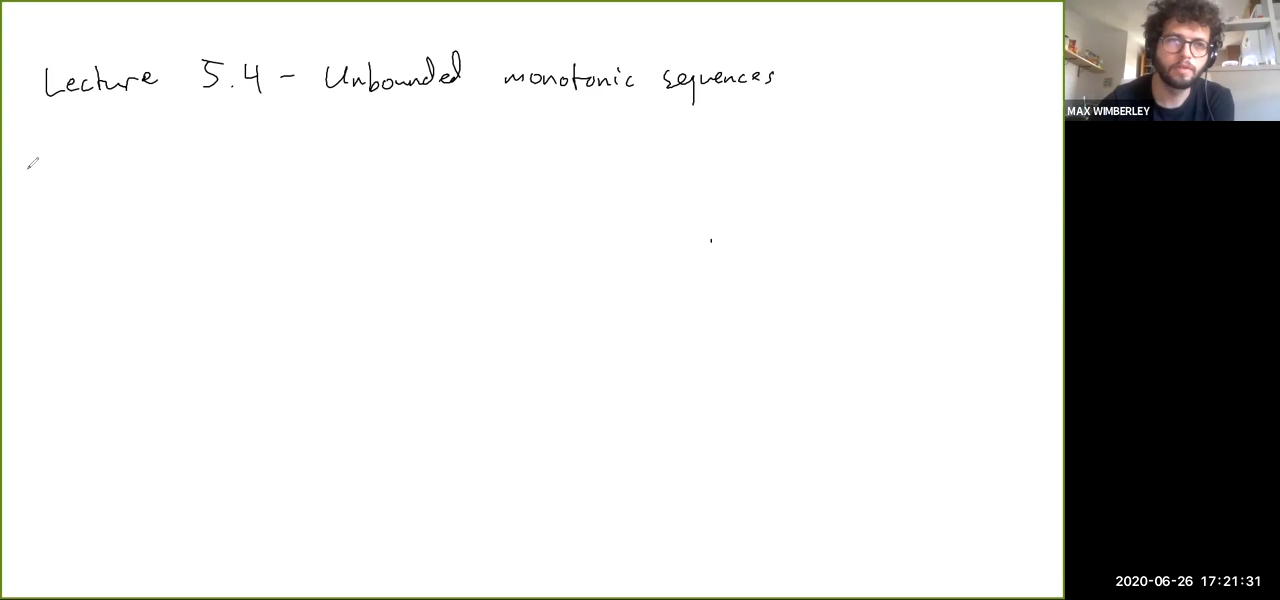 Lecture 5.4 - Unbounded monotonic sequences
MAX WIMBERLEY
2020-06-26 17:21:31